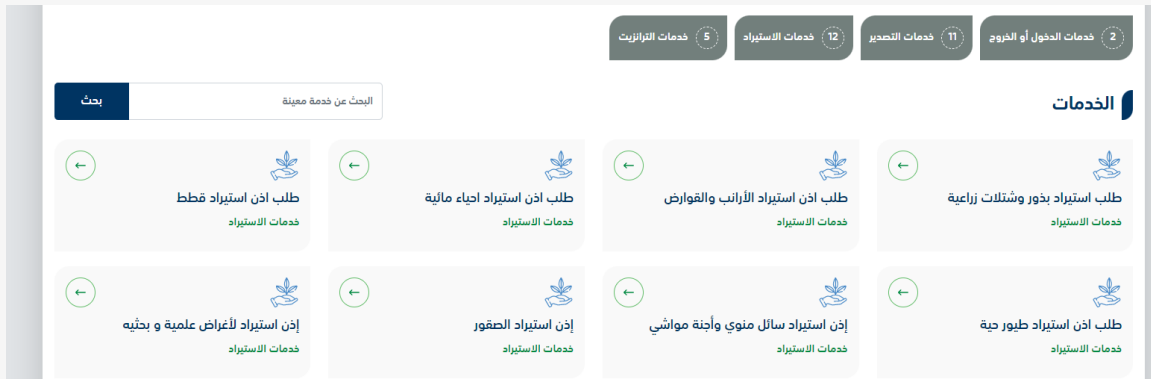 2 خدمات الدخول أو الخروج
11 خدمات التصدير
12 خدمات الاستيراد
5 خدمات الترانزيت
الخدمات
البحث عن خدمة معينة
بحث
طلب استيراد بذور وشتلات زراعية
خدمات الاستيراد
طلب اذن استيراد الأرانب والقوارض
خدمات الاستيراد
طلب اذن استيراد احياء مائية
خدمات الاستيراد
طلب اذن استيراد قطط
خدمات الاستيراد
طلب اذن استيراد طيور حية
خدمات الاستيراد
إذن استيراد سائل منوي وأجنة مواشي
خدمات الاستيراد
إذن استيراد الصقور
خدمات الاستيراد
إذن استيراد لأغراض علمية و بحثيه
خدمات الاستيراد